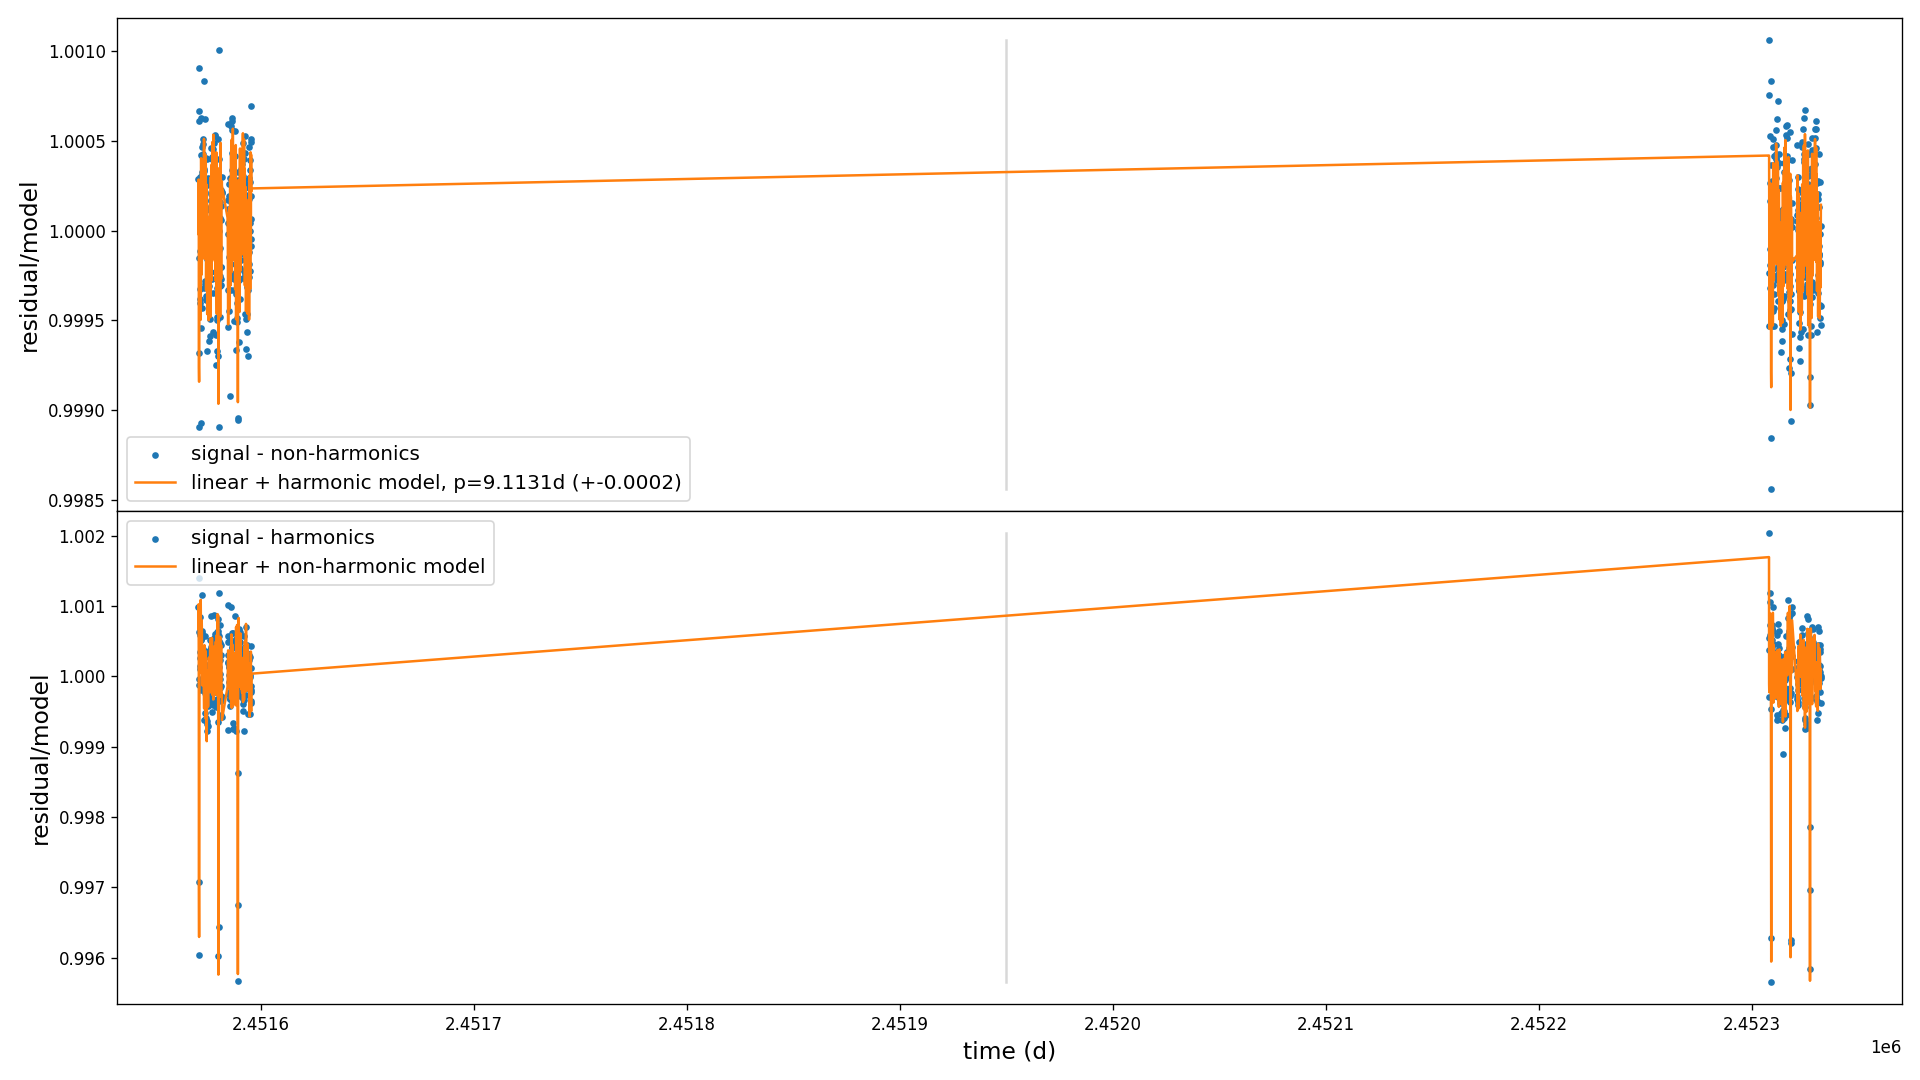 1.0010
1.0005
1.0000
0.9995
0.9990
0.9985
residual/model
signal - non-harmonics
linear + harmonic model, p=9.1131d (+-0.0002)
1.002
1.001
1.000
0.999
0.998
0.997
0.996
residual/model
signal - harmonics
linear + non-harmonic model
2.4516
2.4517
2.4518
2.4519
2.4520
2.4521
2.4522
2.4523
1e6
time (d)